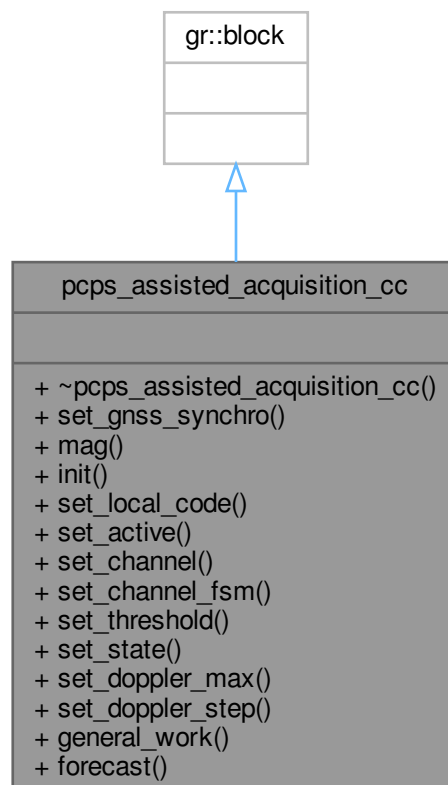 gr::block
pcps_assisted_acquisition_cc
+ ~pcps_assisted_acquisition_cc()
+ set_gnss_synchro()
+ mag()
+ init()
+ set_local_code()
+ set_active()
+ set_channel()
+ set_channel_fsm()
+ set_threshold()
+ set_state()
+ set_doppler_max()
+ set_doppler_step()
+ general_work()
+ forecast()